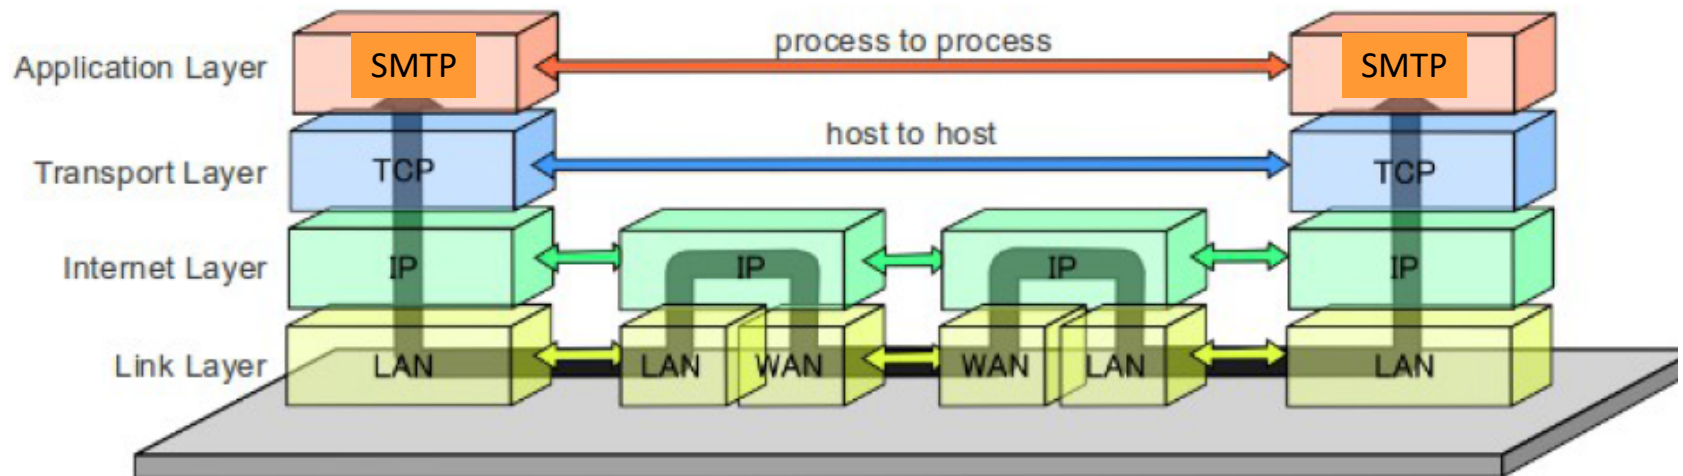 process to process
Application Layer SMTP SMTP
host to host
Transport Layer TCP TCP
Internet Layer IP IP IP IP
Link Layer LAN LAN WAN WAN LAN LAN